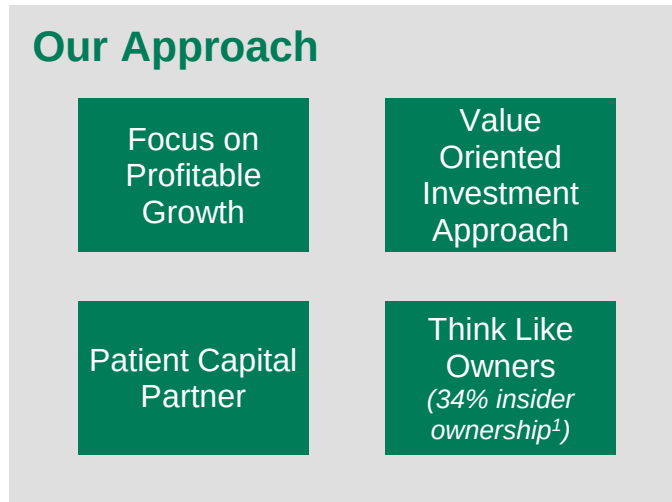 Our Approach
Focus on
Profitable
Growth
Value
Oriented
Investment
Approach
Patient Capital
Partner
Think Like
Owners
(34% insider
ownership¹)